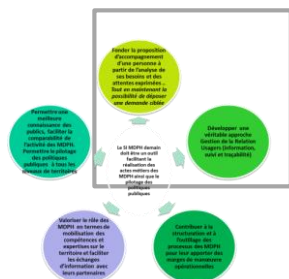 Fonder la proposition
d'accompagnement
d'une personne à
partir de l'analyse de
ses besoins et des
attentes exprimées ..
Tout en maintenant la
possibilité de déposer
une demande ciblée
Permettre une
meilleure
connaissance des
publics, faciliter la
comparabilité de
l'activité des MDPH.
Permettre le pilotage
des politiques
publiques à tous les
niveaux de territoires
Développer une
véritable approche
Gestion de la Relation
Usagers (information,
suivi et traçabilité)
Le SI MDPH demain
doit être un outil
facilitant la
réalisation des
actes métiers des
MDPH ainsi que le
pilotage des
politiques
publiques
Valoriser le rôle des
MDPH en termes de
mobilisation des
compétences et
expertises sur le
territoire et faciliter
les échanges
d'information avec
leurs partenaires
Contribuer à la
structuration et à
l'outillage des
processus des MDPH
pour leur apporter des
marges de manœuvre
opérationnelles